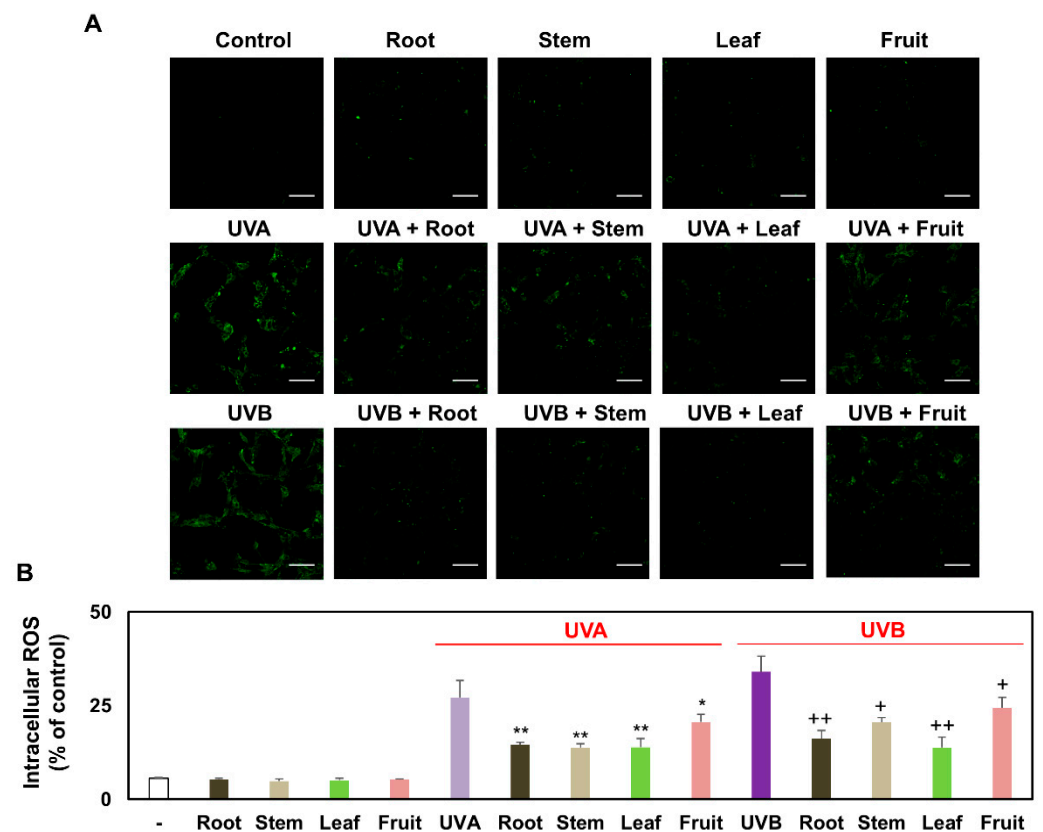 A
Control Root Stem Leaf Fruit
UVA UVA + Root UVA + Stem UVA + Leaf UVA + Fruit
UVB UVB + Root UVB + Stem UVB + Leaf UVB + Fruit
B
Intracellular ROS
(% of control)
50
25
0
UVA UVB
** ** ** * ++ + ++ +
- Root Stem Leaf Fruit UVA Root Stem Leaf Fruit UVB Root Stem Leaf Fruit